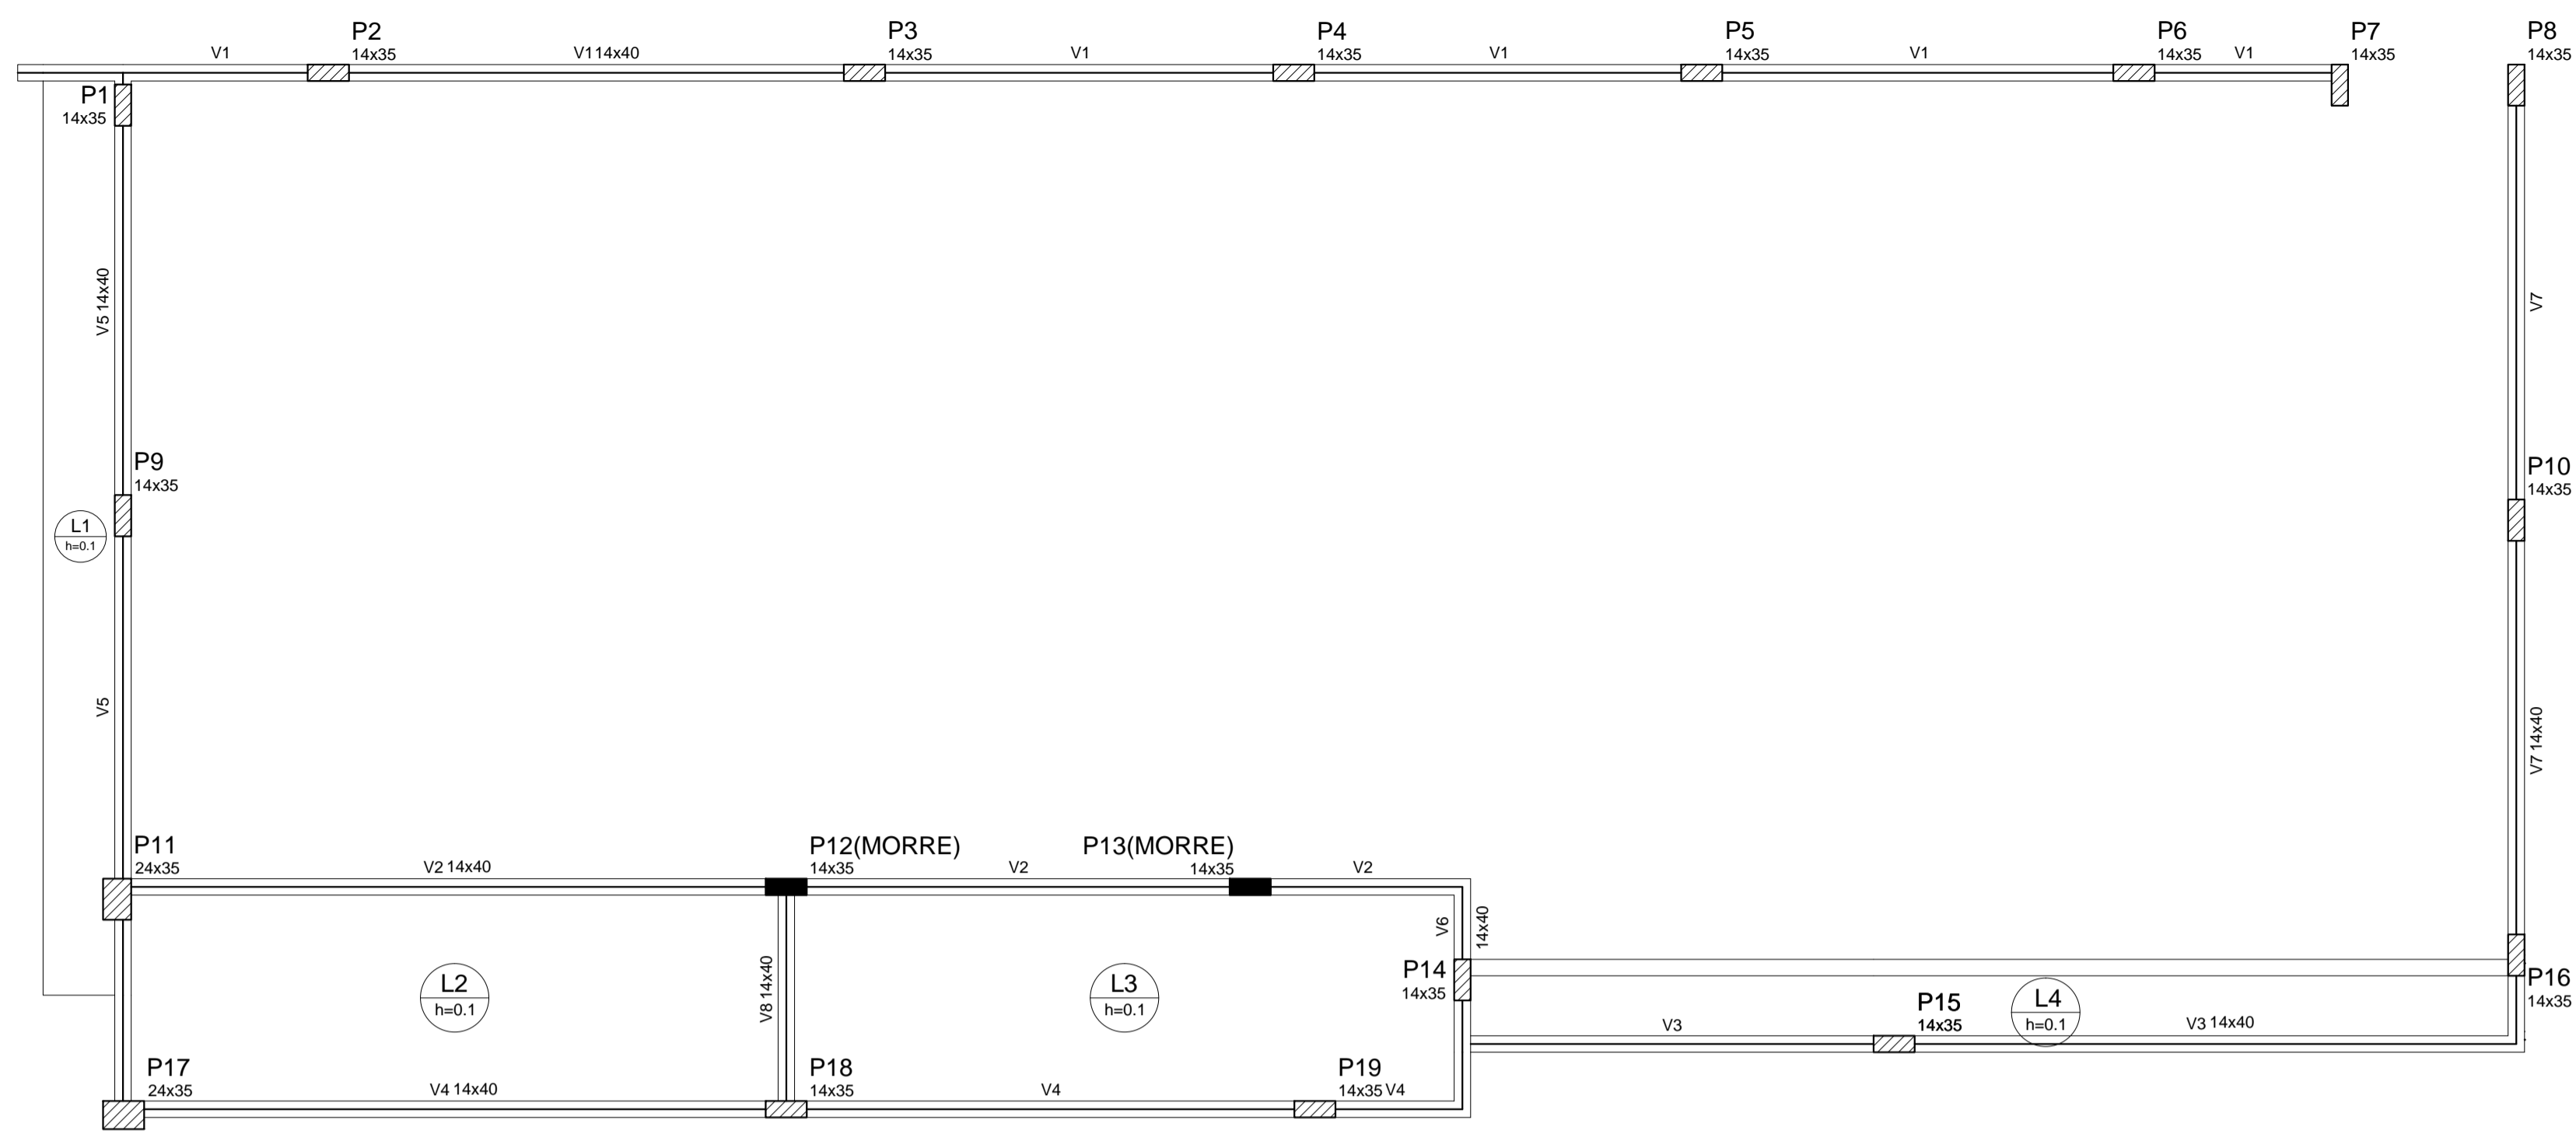 P2
14x35
P3
14x35
P4
14x35
P5
14x35
P6
14x35
P7
14x35
P8
14x35
V1
V114x40
V1
V1
V1
V1
P1
14x35
V5 14x40
V7
P9
14x35
P10
14x35
L1
h=0.1
V5
V7 14x40
P11
24x35
V2 14x40
P12(MORRE)
14x35
V2
P13(MORRE)
14x35
V2
V6
14x40
L2
h=0.1
V8 14x40
L3
h=0.1
P14
14x35
P15
14x35
L4
h=0.1
P16
14x35
V3
V3 14x40
P17
24x35
V4 14x40
P18
14x35
V4
P19
14x35 V4